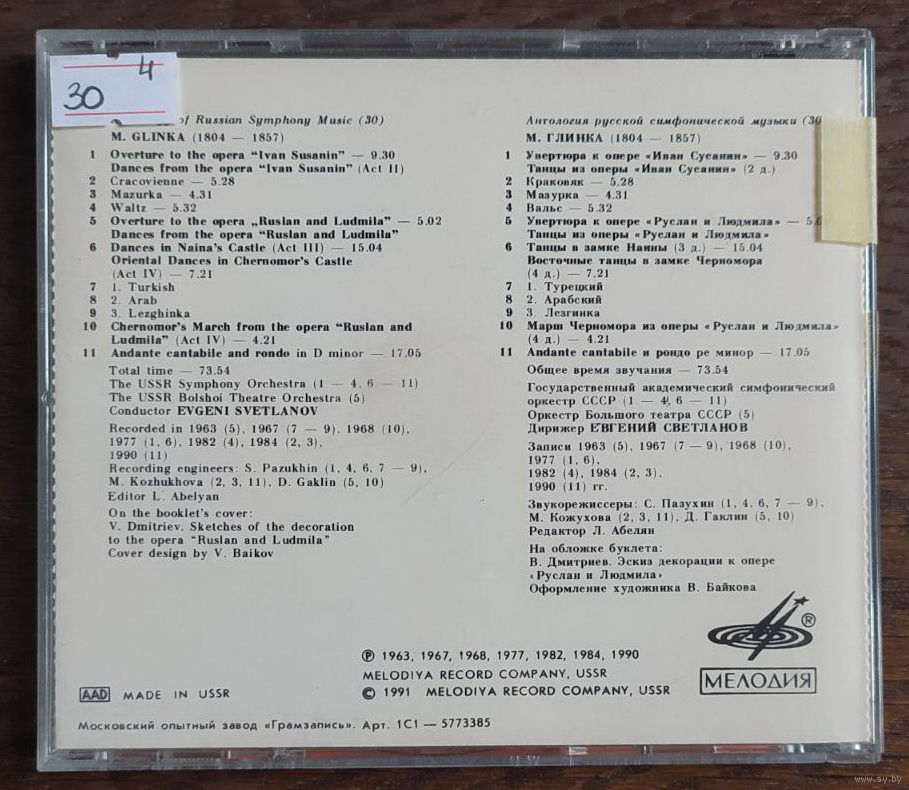 4
30
of Russian Symphony Music (30)
M. GLINKA (1804 — 1857)
1 Overture to the opera “Ivan Susanin” — 9.30
Dances from the opera “Ivan Susanin” (Act II)
2 Cracovienne — 5.28
3 Mazurka — 4.31
4 Waltz — 5.32
5 Overture to the opera „Ruslan and Ludmila” — 5.02
Dances from the opera “Ruslan and Ludmila”
6 Dances in Naina's Castle (Act III) — 15.04
Oriental Dances in Chernomor's Castle
(Act IV) — 7.21
7 1. Turkish
8 2. Arab
9 3. Lezghinka
10 Chernomor's March from the opera “Ruslan and
Ludmila” (Act IV) — 4.21
11 Andante cantabile and rondo in D minor — 17.05
Total time — 73.54
The USSR Symphony Orchestra (1 — 4, 6 — 11)
The USSR Bolshoi Theatre Orchestra (5)
Conductor EVGENI SVETLANOV
Recorded in 1963 (5), 1967 (7 — 9), 1968 (10),
1977 (1, 6), 1982 (4), 1984 (2, 3),
1990 (11)
Recording engineers: S. Pazukhin (1, 4, 6, 7 — 9),
M. Kozhukhova (2, 3, 11), D. Gaklin (5, 10)
Editor L. Abelyan
On the booklet's cover:
V. Dmitriev. Sketches of the decoration
to the opera “Ruslan and Ludmila”
Cover design by V. Baikov
Антология русской симфонической музыки (30
М. ГЛИНКА (1804 — 1857)
1 Увертюра к опере «Иван Сусанин» — 9.30
Танцы из оперы «Иван Сусанин» (2 д.)
2 Краковяк — 5.28
3 Мазурка — 4.31
4 Вальс — 5.32
5 Увертюра к опере «Руслан и Людмила» — 5.0
Танцы из оперы «Руслан и Людмила»
6 Танцы в замке Наины (3 д.) — 15.04
Восточные танцы в замке Черномора
(4 д.) — 7.21
7 1. Турецкий
8 2. Арабский
9 3. Лезгинка
10 Марш Черномора из оперы «Руслан и Людмила»
(4 д.) — 4.21
11 Andante cantabile и рондо ре минор — 17.05
Общее время звучания — 73.54
Государственный академический симфонический
оркестр СССР (1 — 4, 6 — 11)
Оркестр Большого театра СССР (5)
Дирижер ЕВГЕНИЙ СВЕТЛАНОВ
Записи 1963 (5), 1967 (7 — 9), 1968 (10),
1977 (1, 6),
1982 (4), 1984 (2, 3),
1990 (11) гг.
Звукорежиссеры: С. Пазухин (1, 4, 6, 7 — 9),
М. Кожухова (2, 3, 11), Д. Гаклин (5, 10)
Редактор Л. Абелян
На обложке буклета:
В. Дмитриев. Эскиз декорации к опере
«Руслан и Людмила»
Оформление художника В. Байкова
®
МЕЛОДИЯ
℗ 1963, 1967, 1968, 1977, 1982, 1984, 1990
MELODIYA RECORD COMPANY, USSR
© 1991 MELODIYA RECORD COMPANY, USSR
AAD MADE IN USSR
Московский опытный завод «Грамзапись». Арт. 1С1 — 5773385
www.ay.by